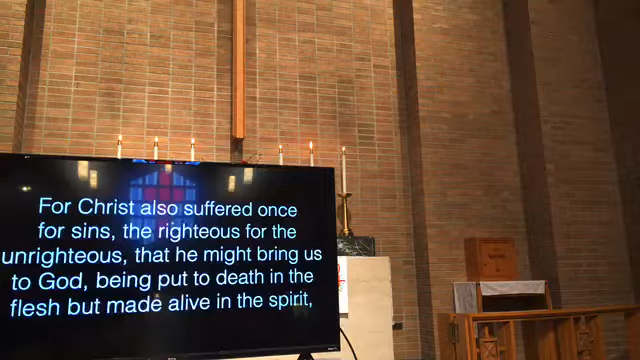 For Christ also suffered once
for sins, the righteous for the
unrighteous, that he might bring us
to God, being put to death in the
flesh but made alive in the spirit,